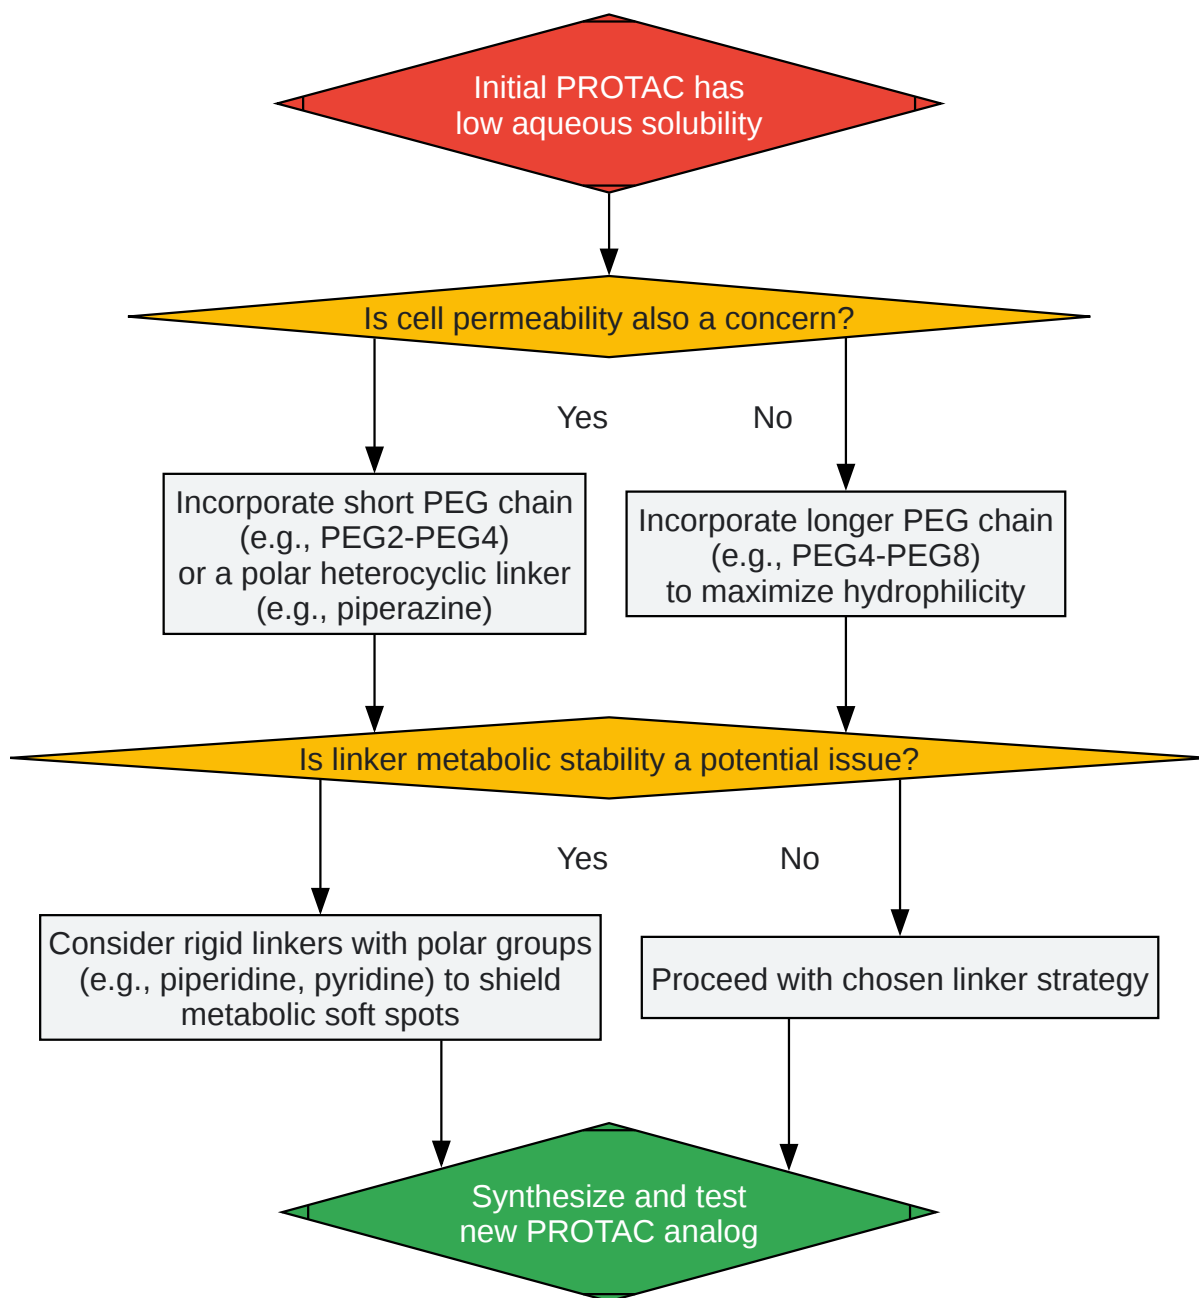 Initial PROTAC has
low aqueous solubility
Is cell permeability also a concern?
Yes
No
Incorporate short PEG chain
(e.g., PEG2-PEG4)
or a polar heterocyclic linker
(e.g., piperazine)
Incorporate longer PEG chain
(e.g., PEG4-PEG8)
to maximize hydrophilicity
Is linker metabolic stability a potential issue?
Yes
No
Consider rigid linkers with polar groups
(e.g., piperidine, pyridine) to shield
metabolic soft spots
Proceed with chosen linker strategy
Synthesize and test
new PROTAC analog